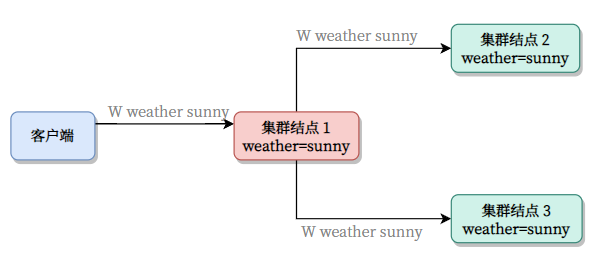 W weather sunny
集群结点 2
weather=sunny
客户端
W weather sunny
集群结点 1
weather=sunny
W weather sunny
集群结点 3
weather=sunny